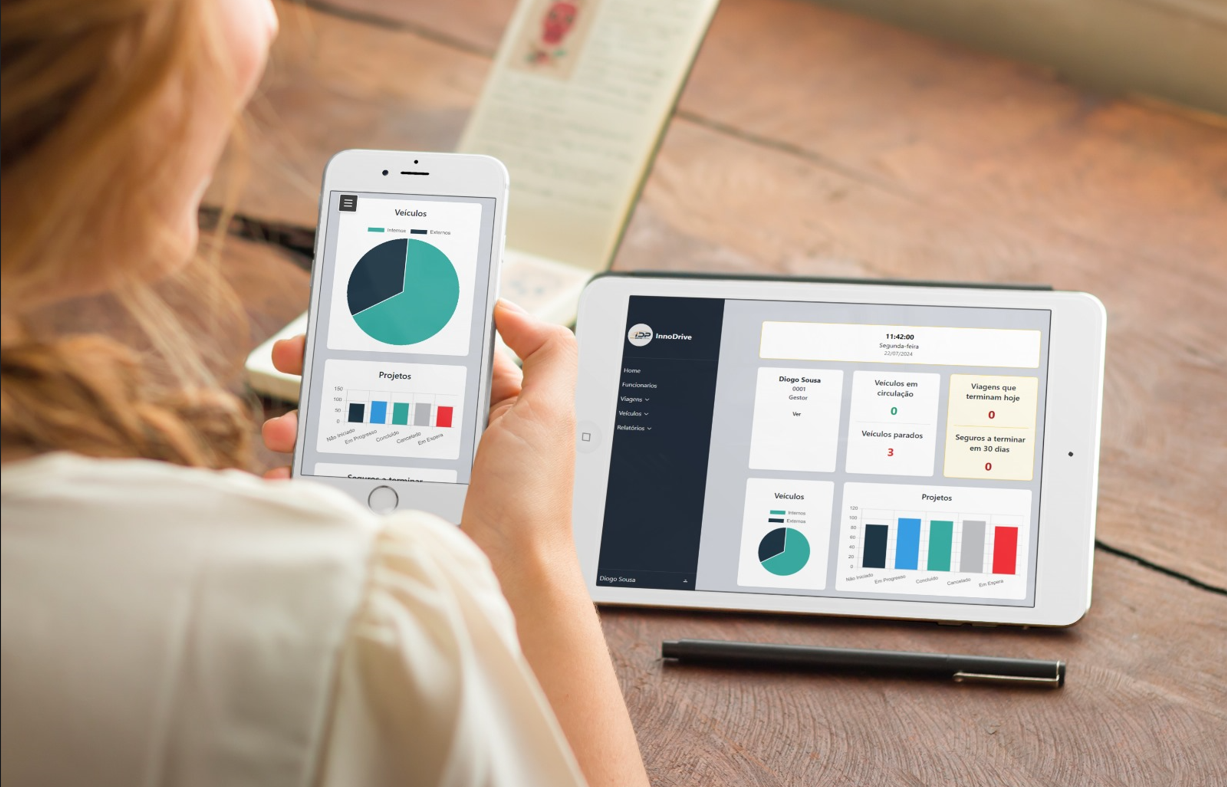 Veículos
Internos
Externos
Projetos
150
100
50
0
Não Iniciado
Em Progresso
Concluído
Cancelado
Em Espera
Seguros a terminar
IDP
InnoDrive
Home
Funcionarios
Viagens
Veículos
Relatórios
Diogo Sousa
11:42:00
Segunda-feira
22/07/2024
Diogo Sousa
0001
Gestor
Ver
Veículos em
circulação
0
Veículos parados
3
Viagens que
terminam hoje
0
Seguros a terminar
em 30 dias
0
Veículos
Internos
Externos
Projetos
120
100
80
60
40
20
0
Não Iniciado
Em Progresso
Concluído
Cancelado
Em Espera